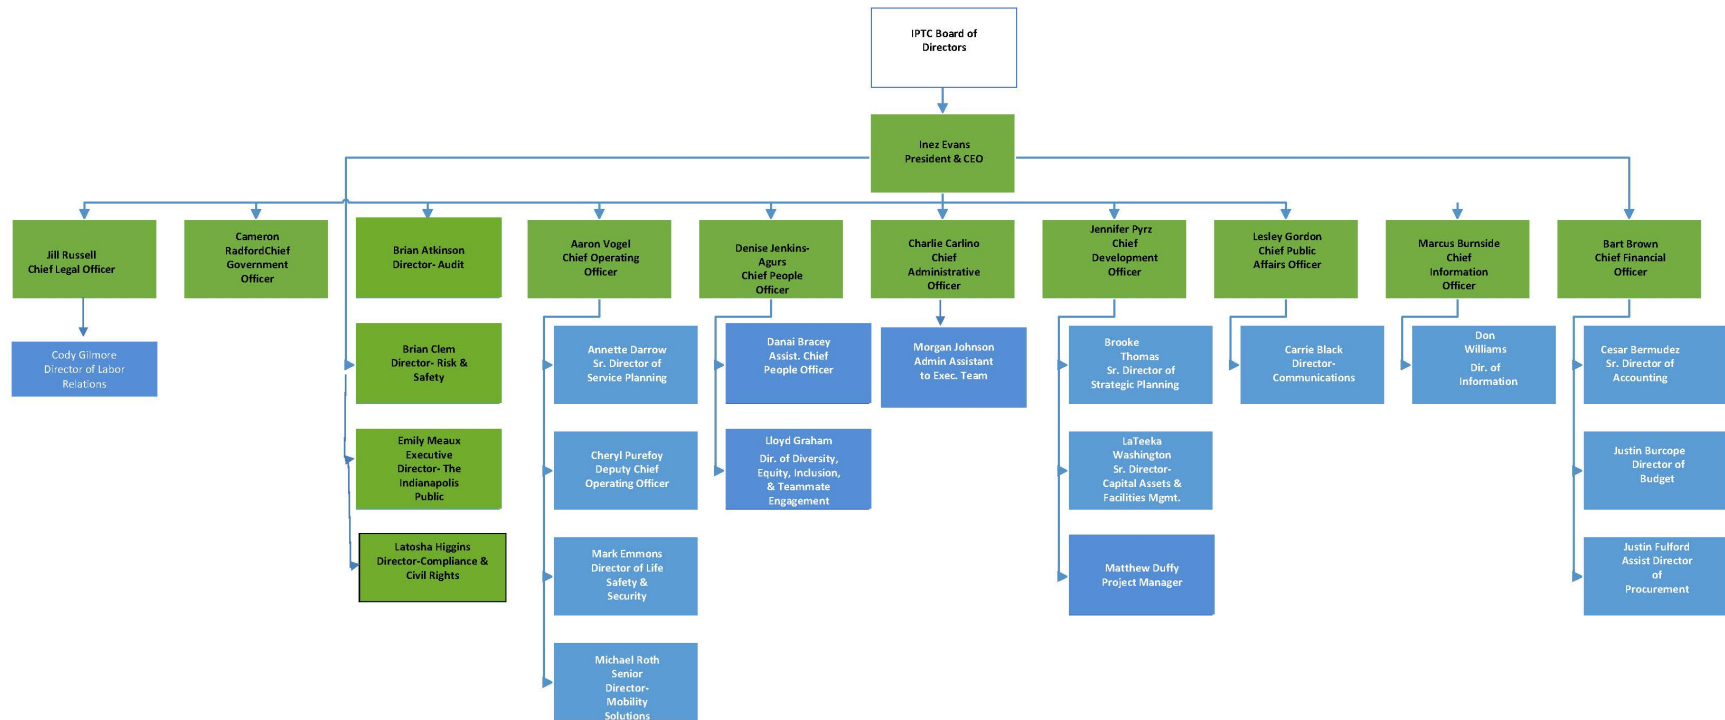 IPTC Board of
Directors
Inez Evans
President & CEO
Jill Russell
Chief Legal Officer
Cameron
RadfordChief
Government
Officer
Brian Atkinson
Director- Audit
Aaron Vogel
Chief Operating
Officer
Denise Jenkins-
Agurs
Chief People
Officer
Charlie Carlino
Chief
Administrative
Officer
Jennifer Pyrz
Chief
Development
Officer
Lesley Gordon
Chief Public
Affairs Officer
Marcus Burnside
Chief
Information
Officer
Bart Brown
Chief Financial
Officer
Cody Gilmore
Director of Labor
Relations
Brian Clem
Director- Risk &
Safety
Emily Meaux
Executive
Director- The
Indianapolis
Public
Latosha Higgins
Director-Compliance &
Civil Rights
Annette Darrow
Sr. Director of
Service Planning
Cheryl Purefoy
Deputy Chief
Operating Officer
Mark Emmons
Director of Life
Safety &
Security
Michael Roth
Senior
Director-
Mobility
Solutions
Danai Bracey
Assist. Chief
People Officer
Lloyd Graham
Dir. of Diversity,
Equity, Inclusion,
& Teammate
Engagement
Morgan Johnson
Admin Assistant
to Exec. Team
Brooke
Thomas
Sr. Director of
Strategic Planning
LaTeeka
Washington
Sr. Director-
Capital Assets &
Facilities Mgmt.
Matthew Duffy
Project Manager
Carrie Black
Director-
Communications
Don
Williams
Dir. of
Information
Cesar Bermudez
Sr. Director of
Accounting
Justin Burcope
Director of
Budget
Justin Fulford
Assist Director
of
Procurement